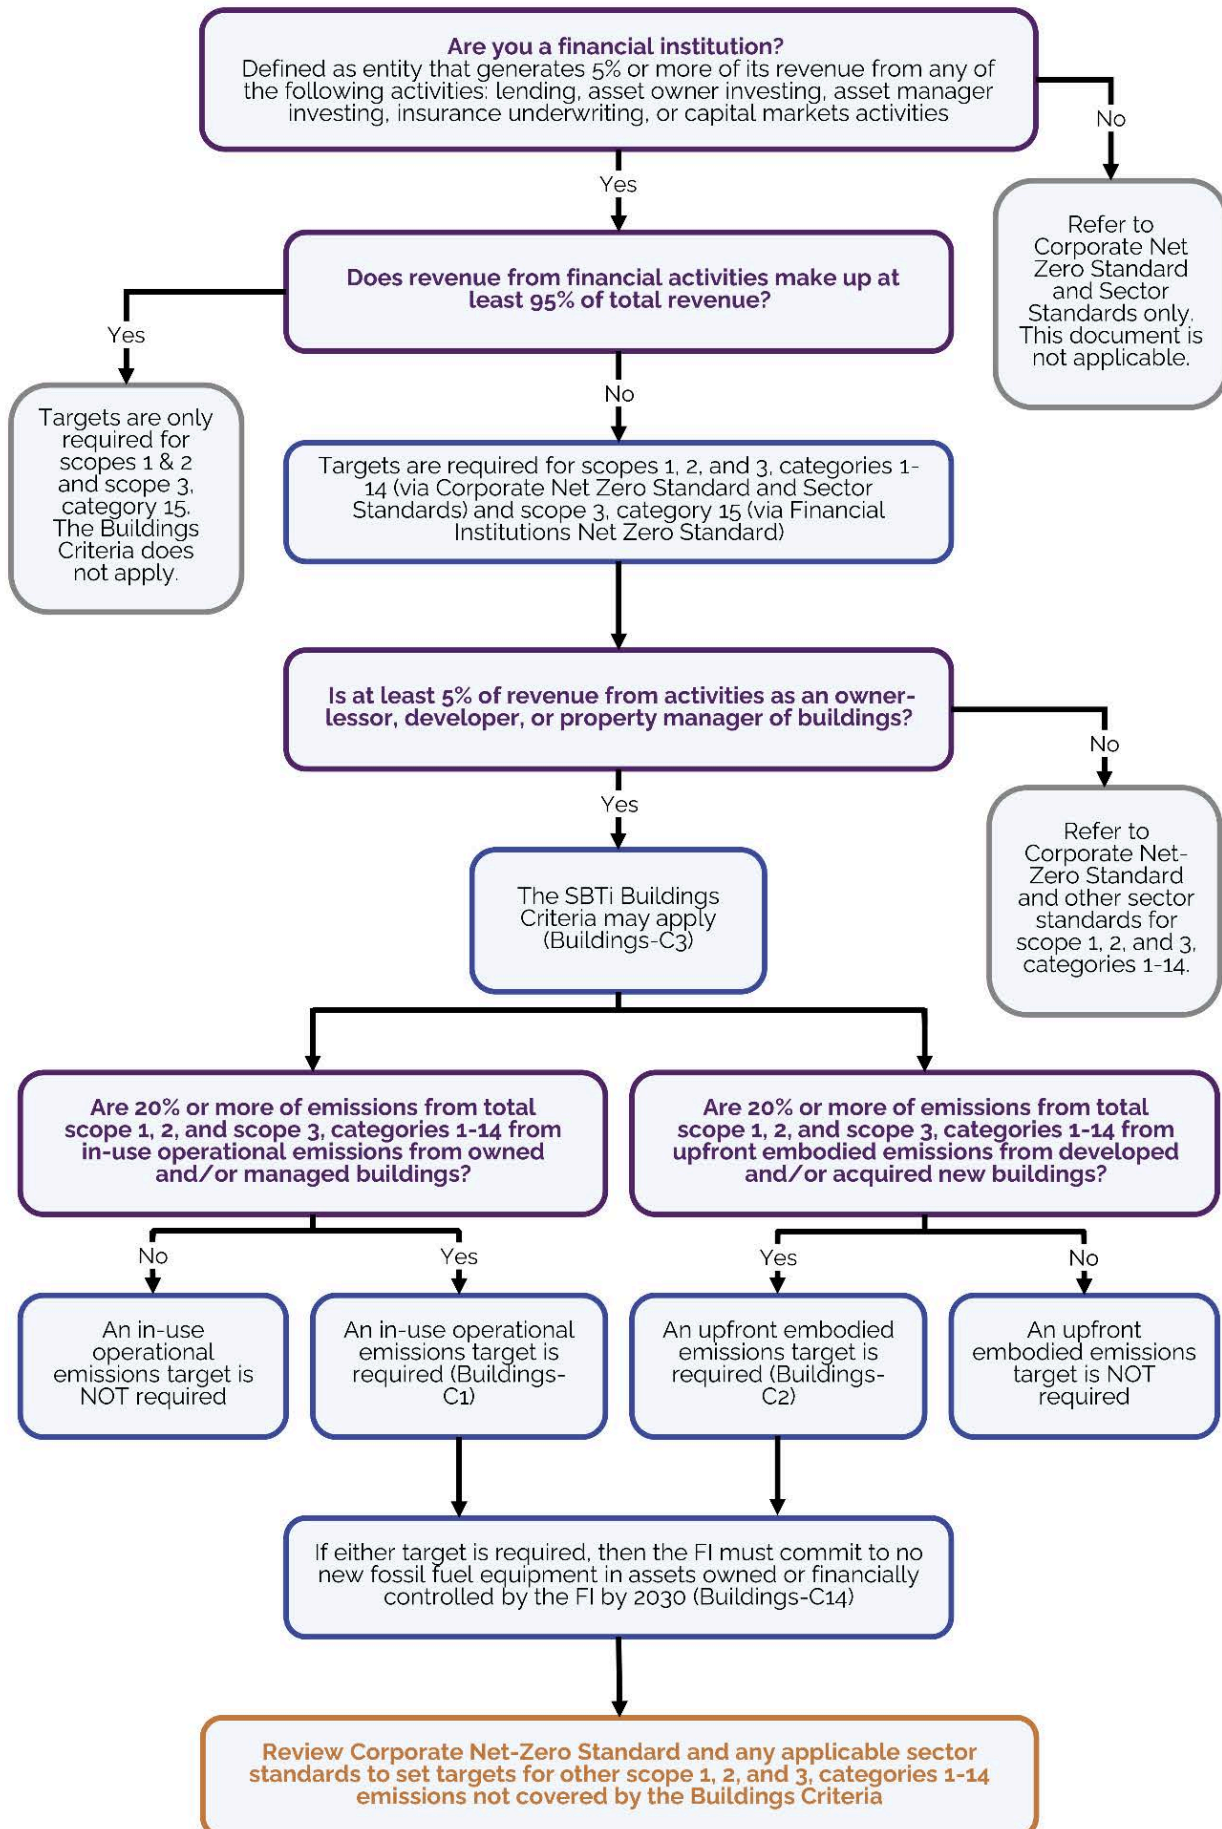 Are you a financial institution?
Defined as entity that generates 5% or more of its revenue from any of
the following activities: lending, asset owner investing, asset manager
investing, insurance underwriting, or capital markets activities
No
Yes
Refer to
Corporate Net
Zero Standard
and Sector
Standards only.
This document is
not applicable.
Does revenue from financial activities make up at
least 95% of total revenue?
Yes
No
Targets are only
required for
scopes 1 & 2
and scope 3,
category 15.
The Buildings
Criteria does
not apply.
Targets are required for scopes 1, 2, and 3, categories 1-
14 (via Corporate Net Zero Standard and Sector
Standards) and scope 3, category 15 (via Financial
Institutions Net Zero Standard)
Is at least 5% of revenue from activities as an owner-
lessor, developer, or property manager of buildings?
No
Yes
Refer to
Corporate Net-
Zero Standard
and other sector
standards for
scope 1, 2, and 3,
categories 1-14.
The SBTi Buildings
Criteria may apply
(Buildings-C3)
Are 20% or more of emissions from total
scope 1, 2, and scope 3, categories 1-14 from
in-use operational emissions from owned
and/or managed buildings?
Are 20% or more of emissions from total
scope 1, 2, and scope 3, categories 1-14 from
upfront embodied emissions from developed
and/or acquired new buildings?
No
Yes
Yes
No
An in-use
operational
emissions target is
NOT required
An in-use operational
emissions target is
required (Buildings-
C1)
An upfront embodied
emissions target is
required (Buildings-
C2)
An upfront
embodied emissions
target is NOT
required
If either target is required, then the FI must commit to no
new fossil fuel equipment in assets owned or financially
controlled by the FI by 2030 (Buildings-C14)
Review Corporate Net-Zero Standard and any applicable sector
standards to set targets for other scope 1, 2, and 3, categories 1-14
emissions not covered by the Buildings Criteria